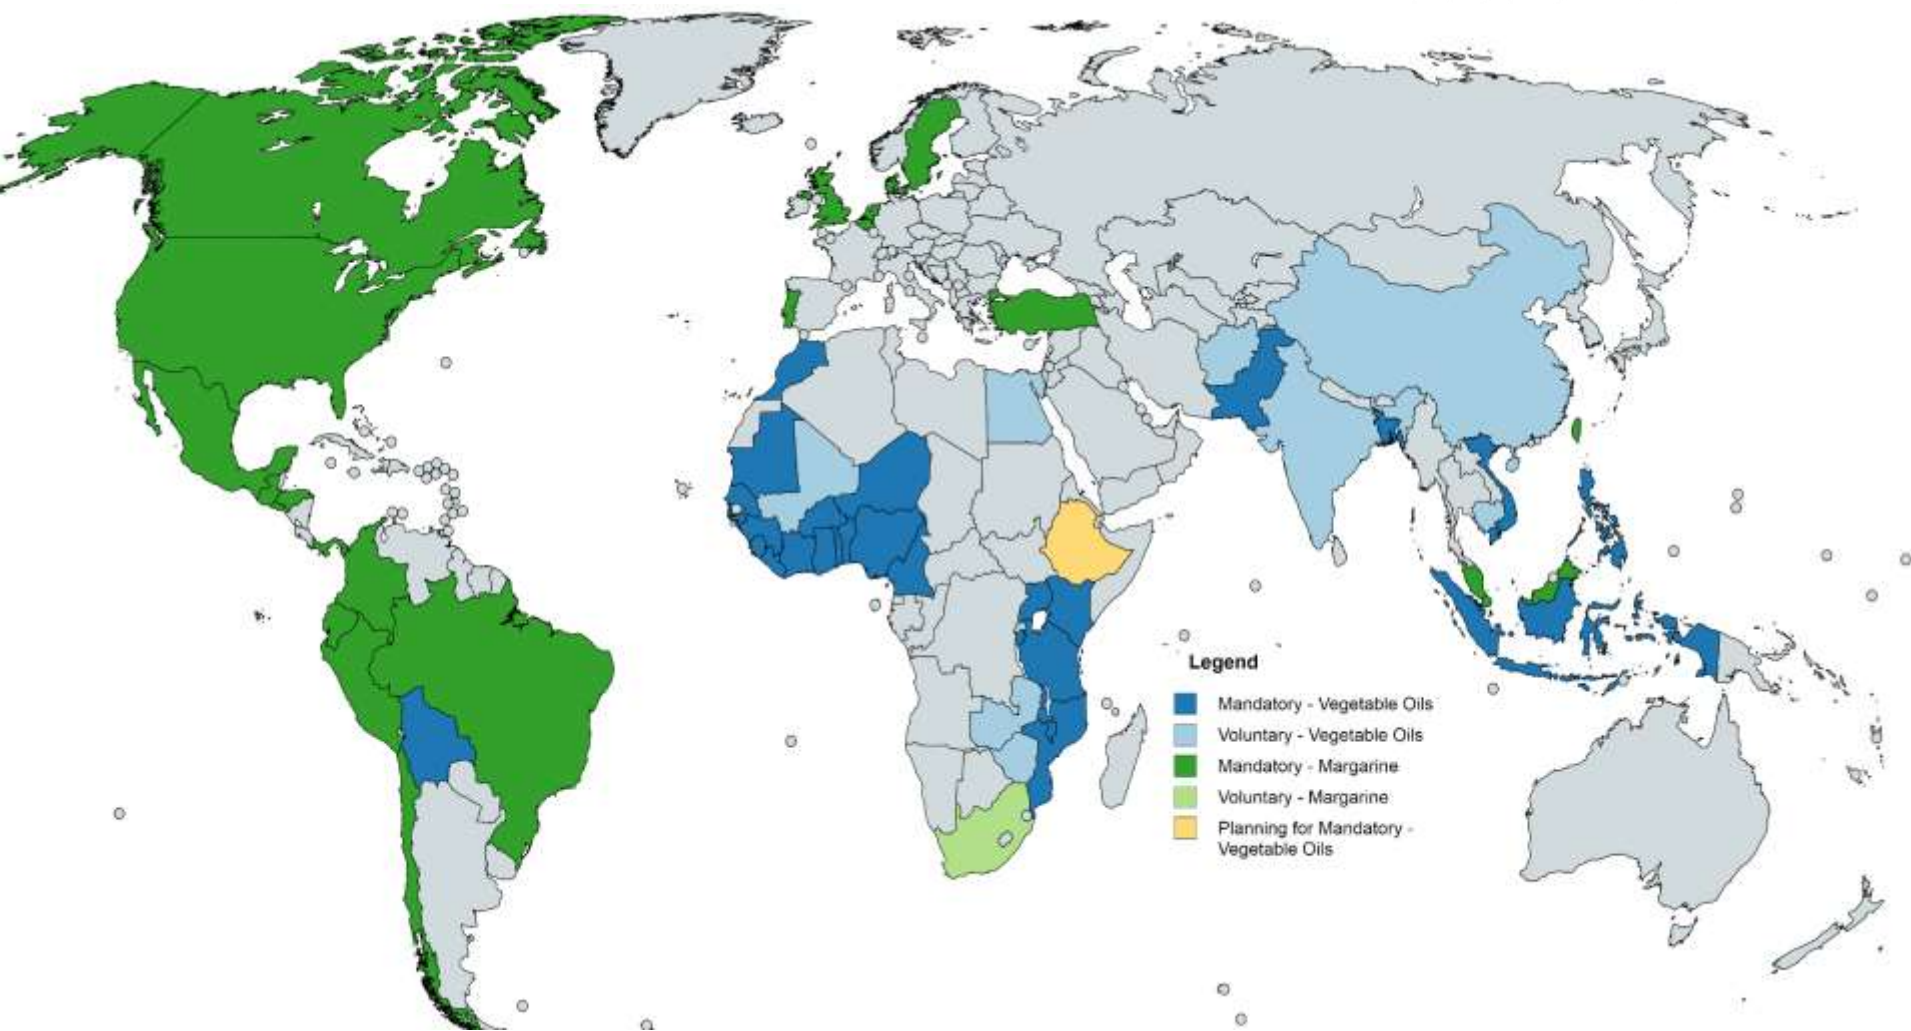 Legend
Mandatory - Vegetable Oils
Voluntary - Vegetable Oils
Mandatory - Margarine
Voluntary - Margarine
Planning for Mandatory -
Vegetable Oils